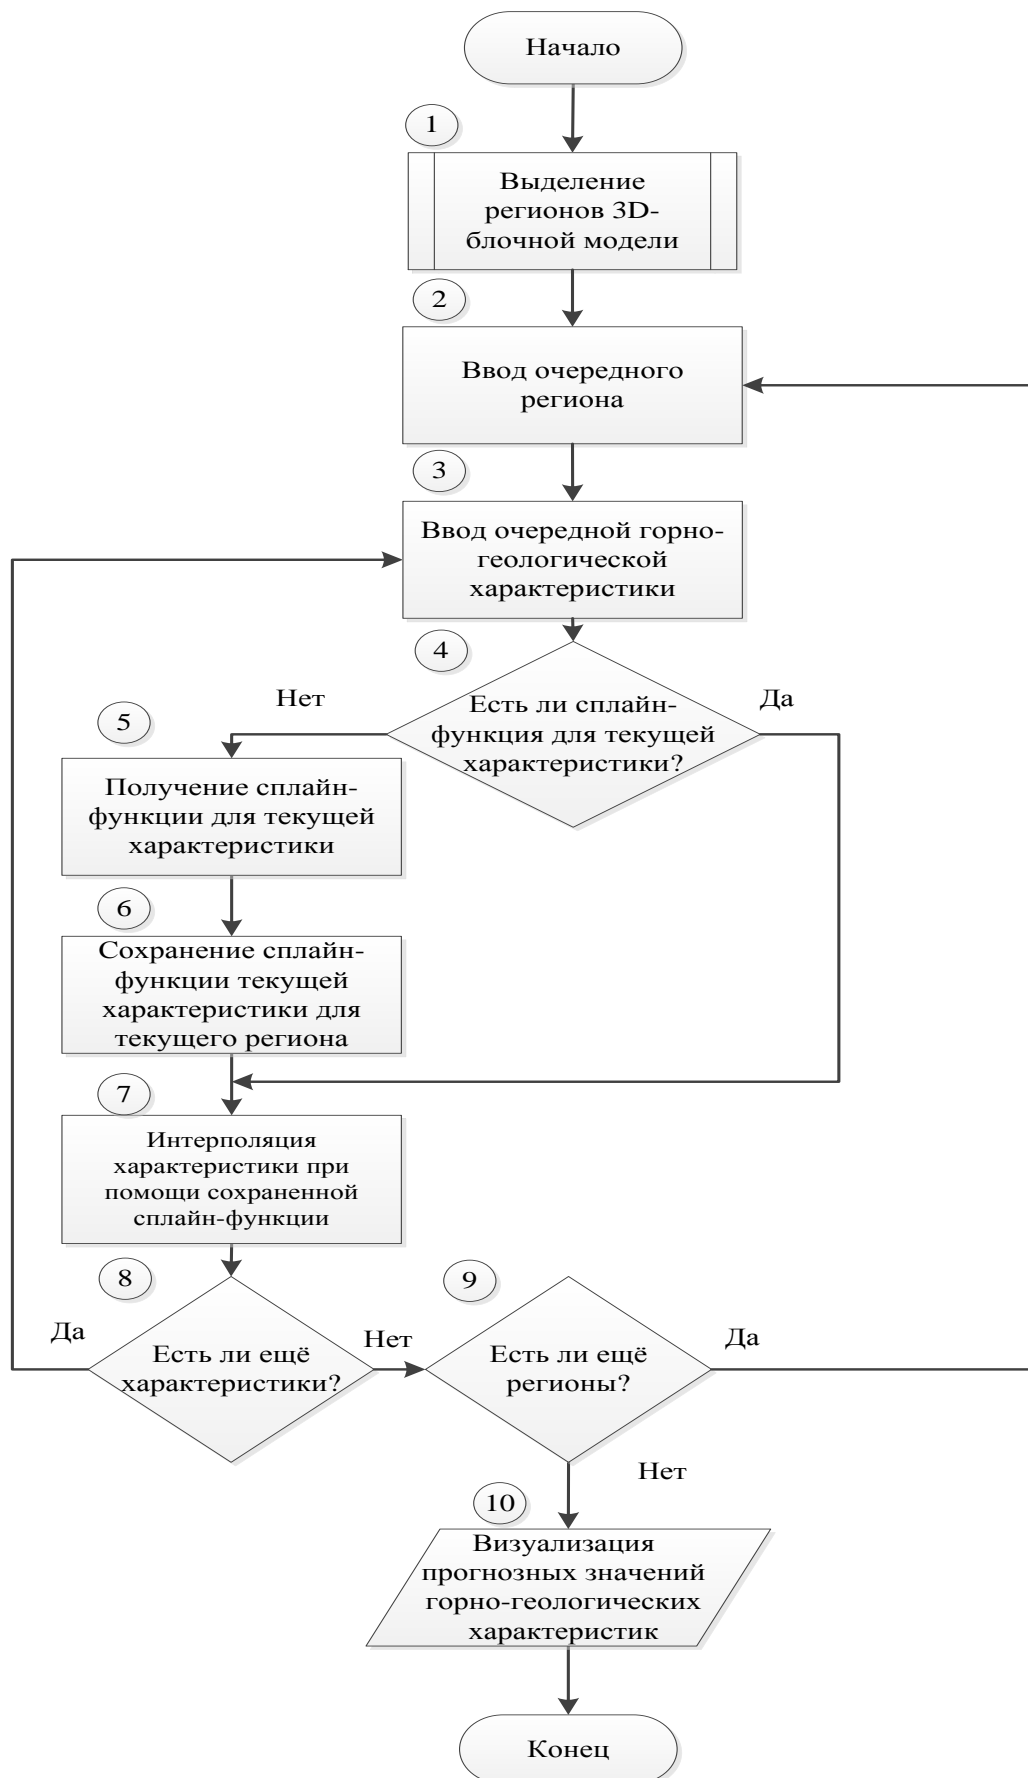 Начало
1
Выделение
регионов 3D-
блочной модели
2
Ввод очередного
региона
3
Ввод очередной горно-
геологической
характеристики
4
Есть ли сплайн-
функция для текущей
характеристики?
Нет
Да
5
Получение сплайн-
функции для текущей
характеристики
6
Сохранение сплайн-
функции текущей
характеристики для
текущего региона
7
Интерполяция
характеристики при
помощи сохраненной
сплайн-функции
8
Есть ли ещё
характеристики?
Да
Нет
9
Есть ли ещё
регионы?
Да
Нет
10
Визуализация
прогнозных значений
горно-геологических
характеристик
Конец